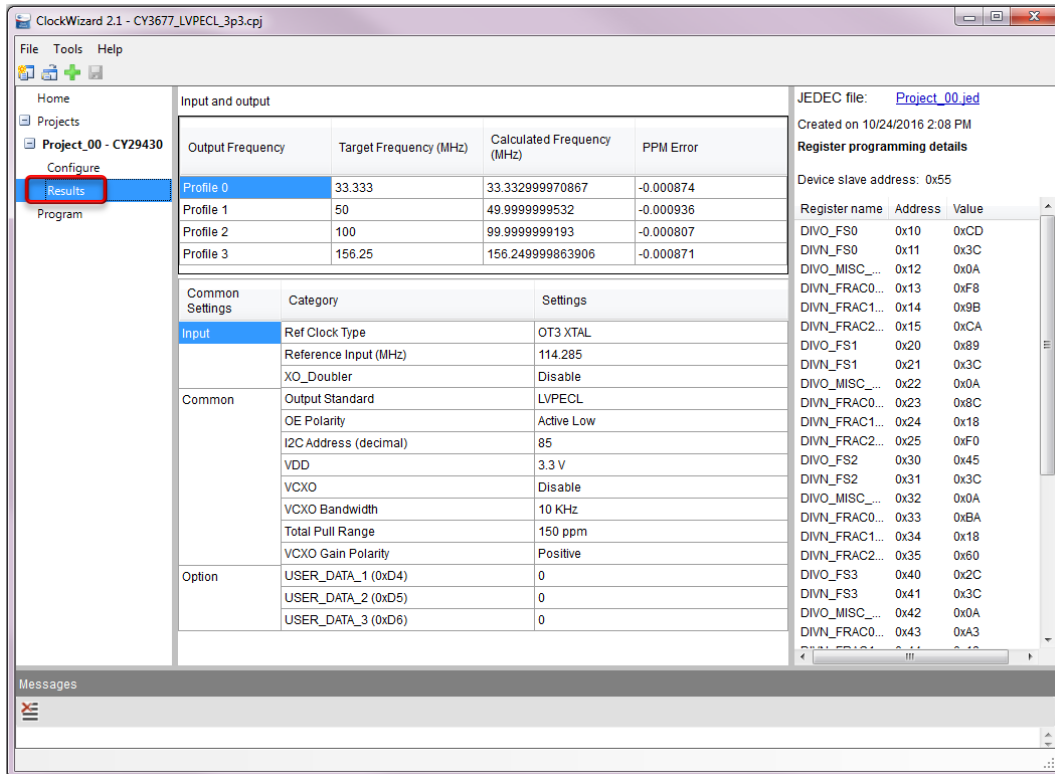 ClockWizard 2.1 - CY3677_LVPECL_3p3.cpj
File Tools Help
Home
Projects
Project_00 - CY29430
Configure
Results
Program
Input and output
Output Frequency Target Frequency (MHz) Calculated Frequency (MHz) PPM Error
Profile 0 33.333 33.332999970867 -0.000874
Profile 1 50 49.9999999532 -0.000936
Profile 2 100 99.9999999193 -0.000807
Profile 3 156.25 156.249999863906 -0.000871
Common Settings Category Settings
Input Ref Clock Type OT3 XTAL
Reference Input (MHz) 114.285
XO_Doubler Disable
Common Output Standard LVPECL
OE Polarity Active Low
I2C Address (decimal) 85
VDD 3.3 V
VCXO Disable
VCXO Bandwidth 10 KHz
Total Pull Range 150 ppm
VCXO Gain Polarity Positive
Option USER_DATA_1 (0xD4) 0
USER_DATA_2 (0xD5) 0
USER_DATA_3 (0xD6) 0
JEDEC file: Project_00.jed
Created on 10/24/2016 2:08 PM
Register programming details
Device slave address: 0x55
Register name Address Value
DIVO_FS0 0x10 0xCD
DIVN_FS0 0x11 0x3C
DIVO_MISC_... 0x12 0x0A
DIVN_FRAC0... 0x13 0xF8
DIVN_FRAC1... 0x14 0x9B
DIVN_FRAC2... 0x15 0xCA
DIVO_FS1 0x20 0x89
DIVN_FS1 0x21 0x3C
DIVO_MISC_... 0x22 0x0A
DIVN_FRAC0... 0x23 0x8C
DIVN_FRAC1... 0x24 0x18
DIVN_FRAC2... 0x25 0xF0
DIVO_FS2 0x30 0x45
DIVN_FS2 0x31 0x3C
DIVO_MISC_... 0x32 0x0A
DIVN_FRAC0... 0x33 0xBA
DIVN_FRAC1... 0x34 0x18
DIVN_FRAC2... 0x35 0x60
DIVO_FS3 0x40 0x2C
DIVN_FS3 0x41 0x3C
DIVO_MISC_... 0x42 0x0A
DIVN_FRAC0... 0x43 0xA3
Messages